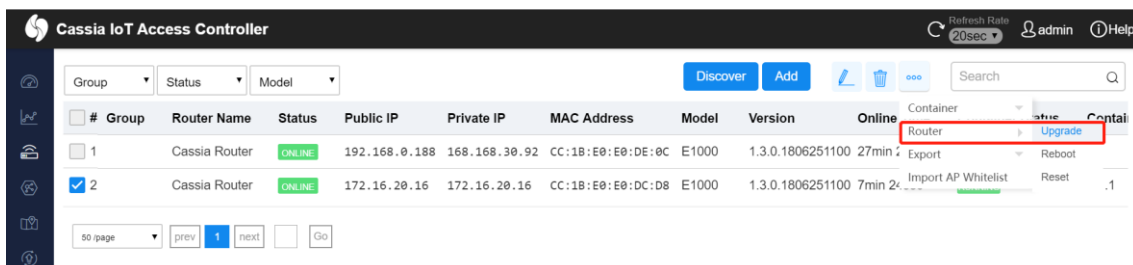 Cassia IoT Access Controller
Refresh Rate
20sec
admin
Help
Group Status Model Discover Add Search
# Group Router Name Status Public IP Private IP MAC Address Model Version Online
Container
Router Upgrade
Export Reboot
Import AP Whitelist Reset
1 Cassia Router ONLINE 192.168.0.188 168.168.30.92 CC:1B:E0:E0:DE:0C E1000 1.3.0.1806251100 27min
2 Cassia Router ONLINE 172.16.20.16 172.16.20.16 CC:1B:E0:E0:DC:D8 E1000 1.3.0.1806251100 7min .1
50 /page prev 1 next Go